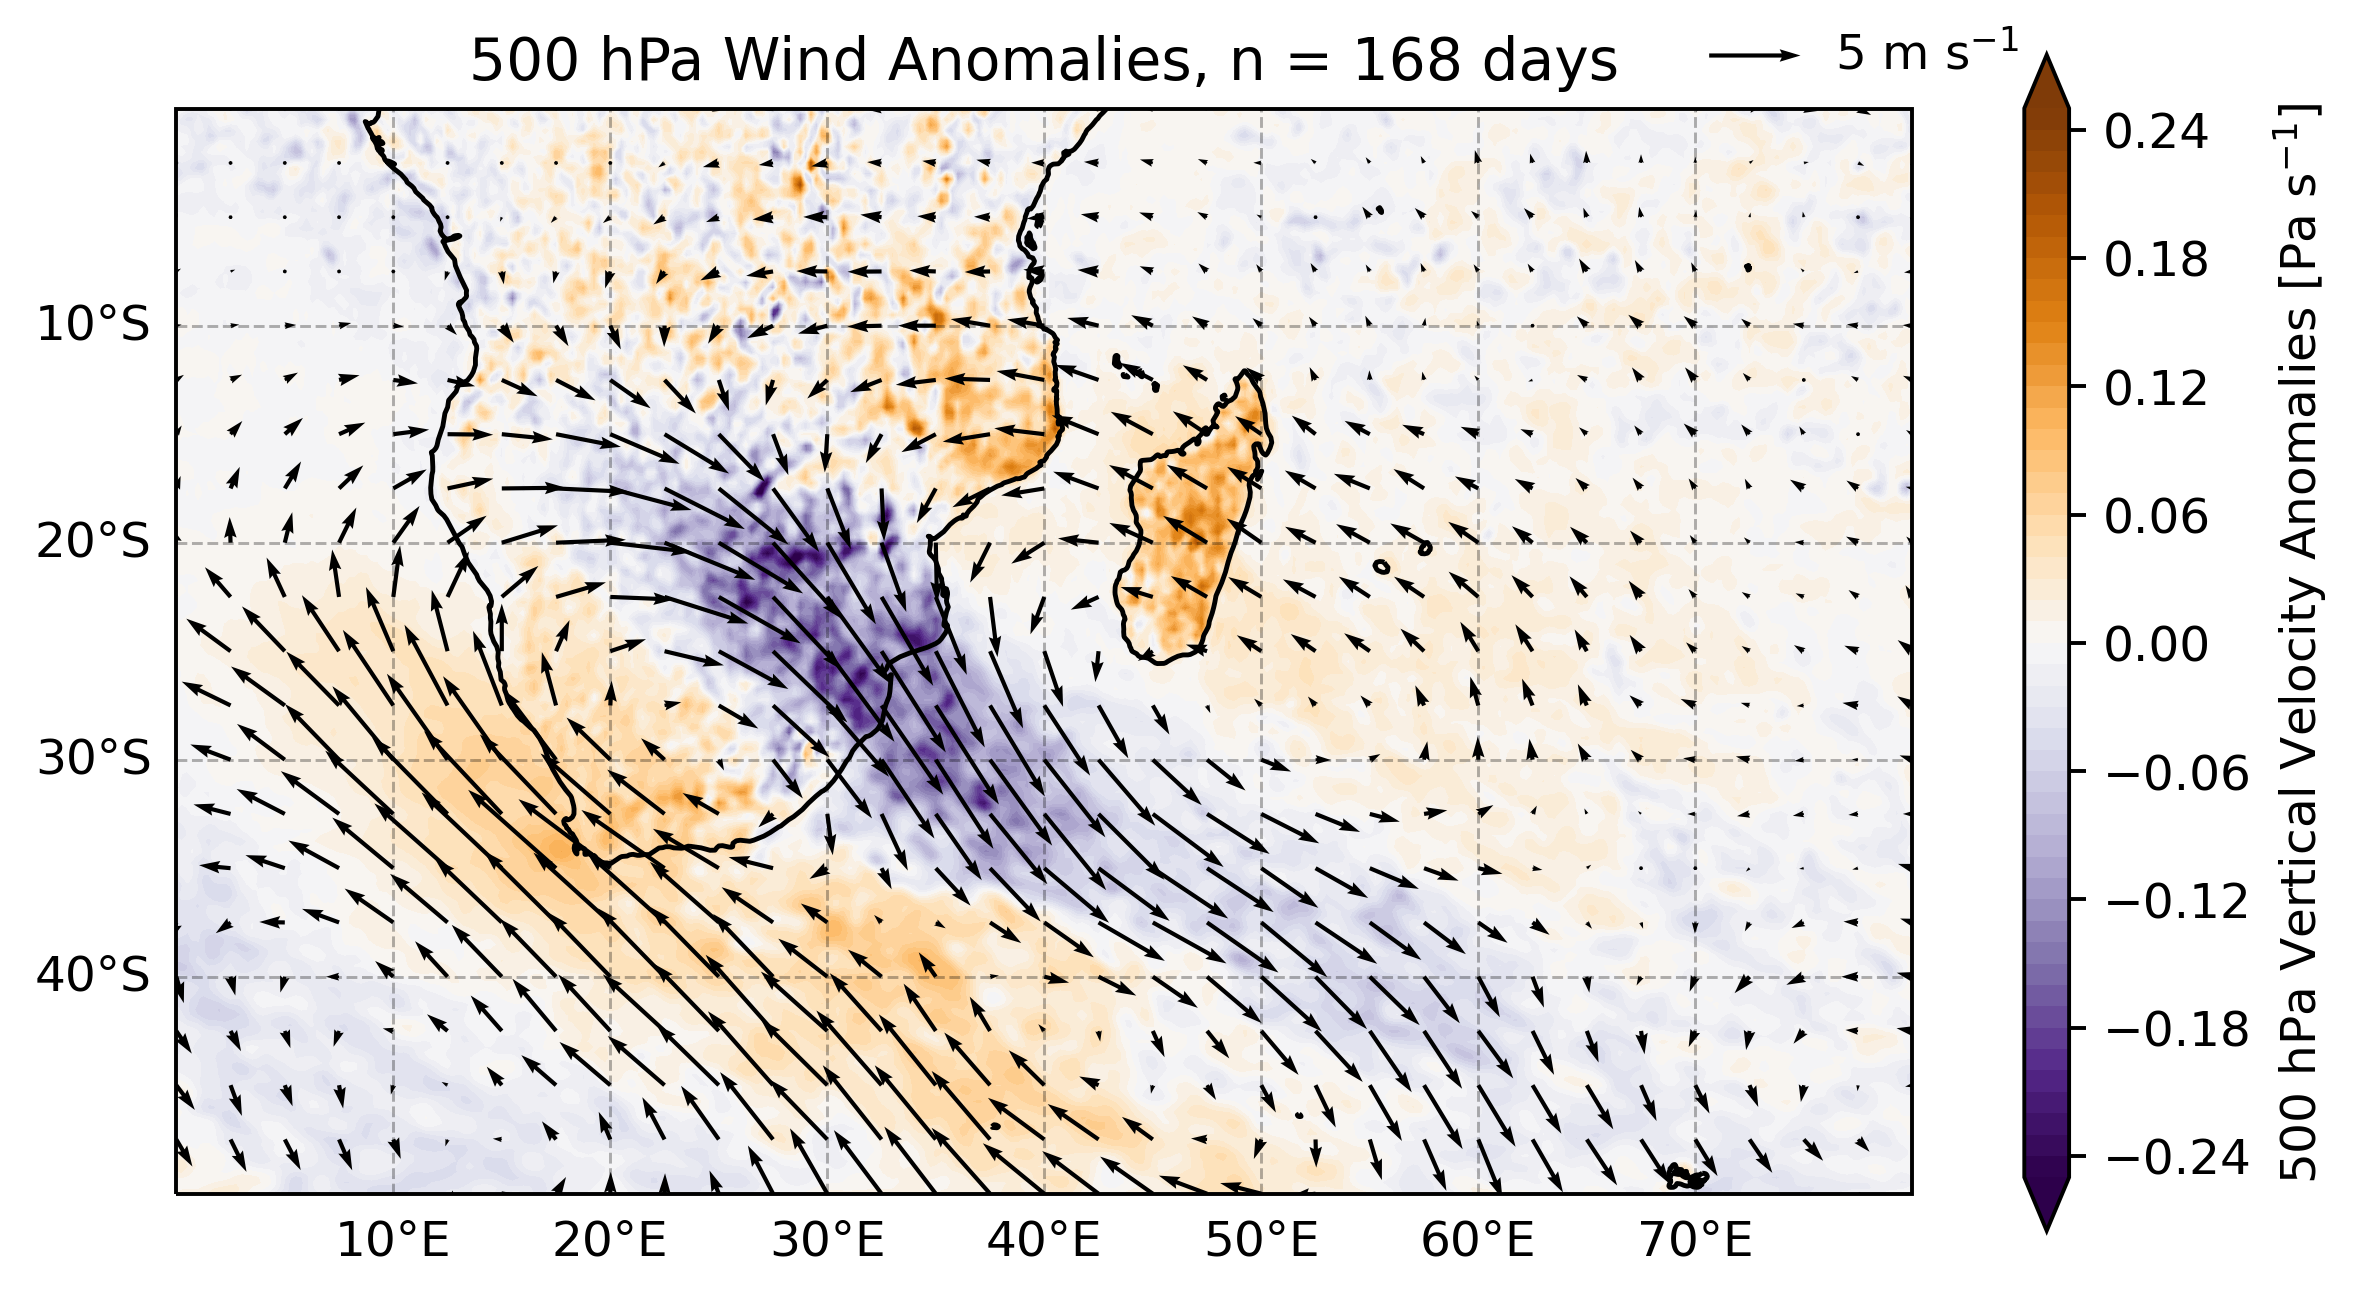 500 hPa Wind Anomalies, n = 168 days
5 m s⁻¹
10°S
20°S
30°S
40°S
10°E
20°E
30°E
40°E
50°E
60°E
70°E
0.24
0.18
0.12
0.06
0.00
−0.06
−0.12
−0.18
−0.24
500 hPa Vertical Velocity Anomalies [Pa s⁻¹]